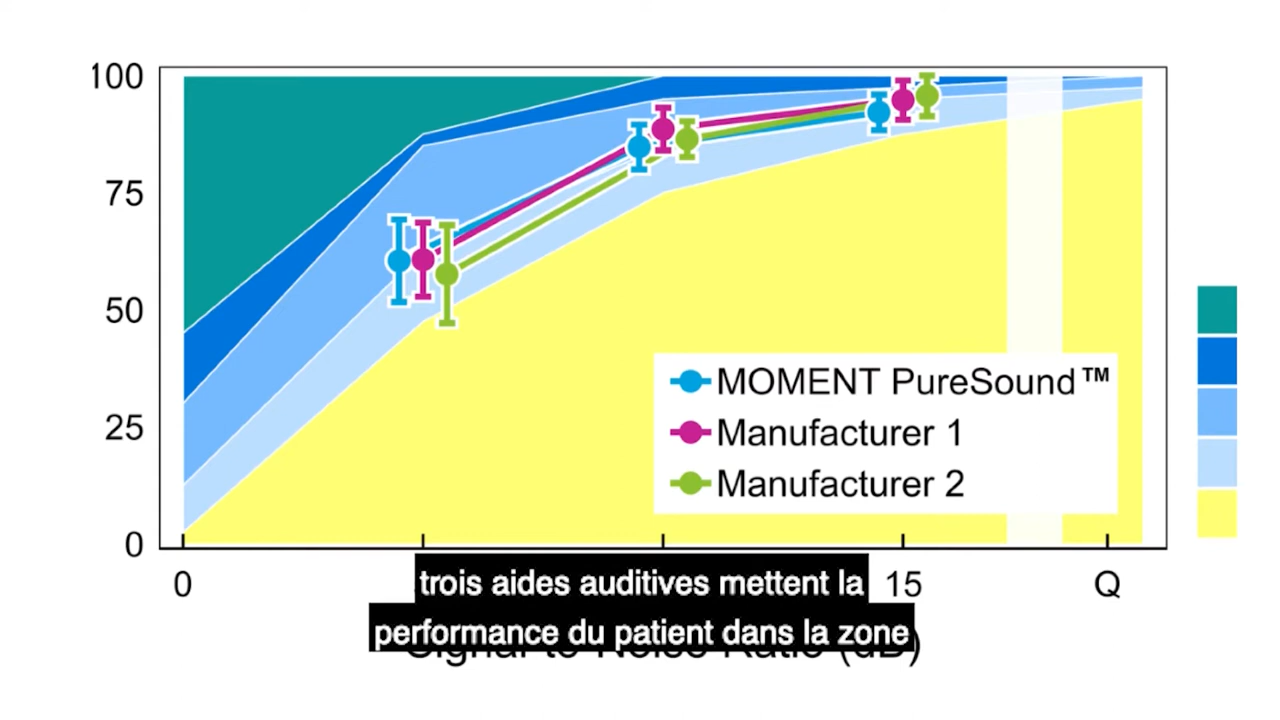 100
75
50
25
0
MOMENT PureSound™
Manufacturer 1
Manufacturer 2
0
15
Q
trois aides auditives mettent la
performance du patient dans la zone